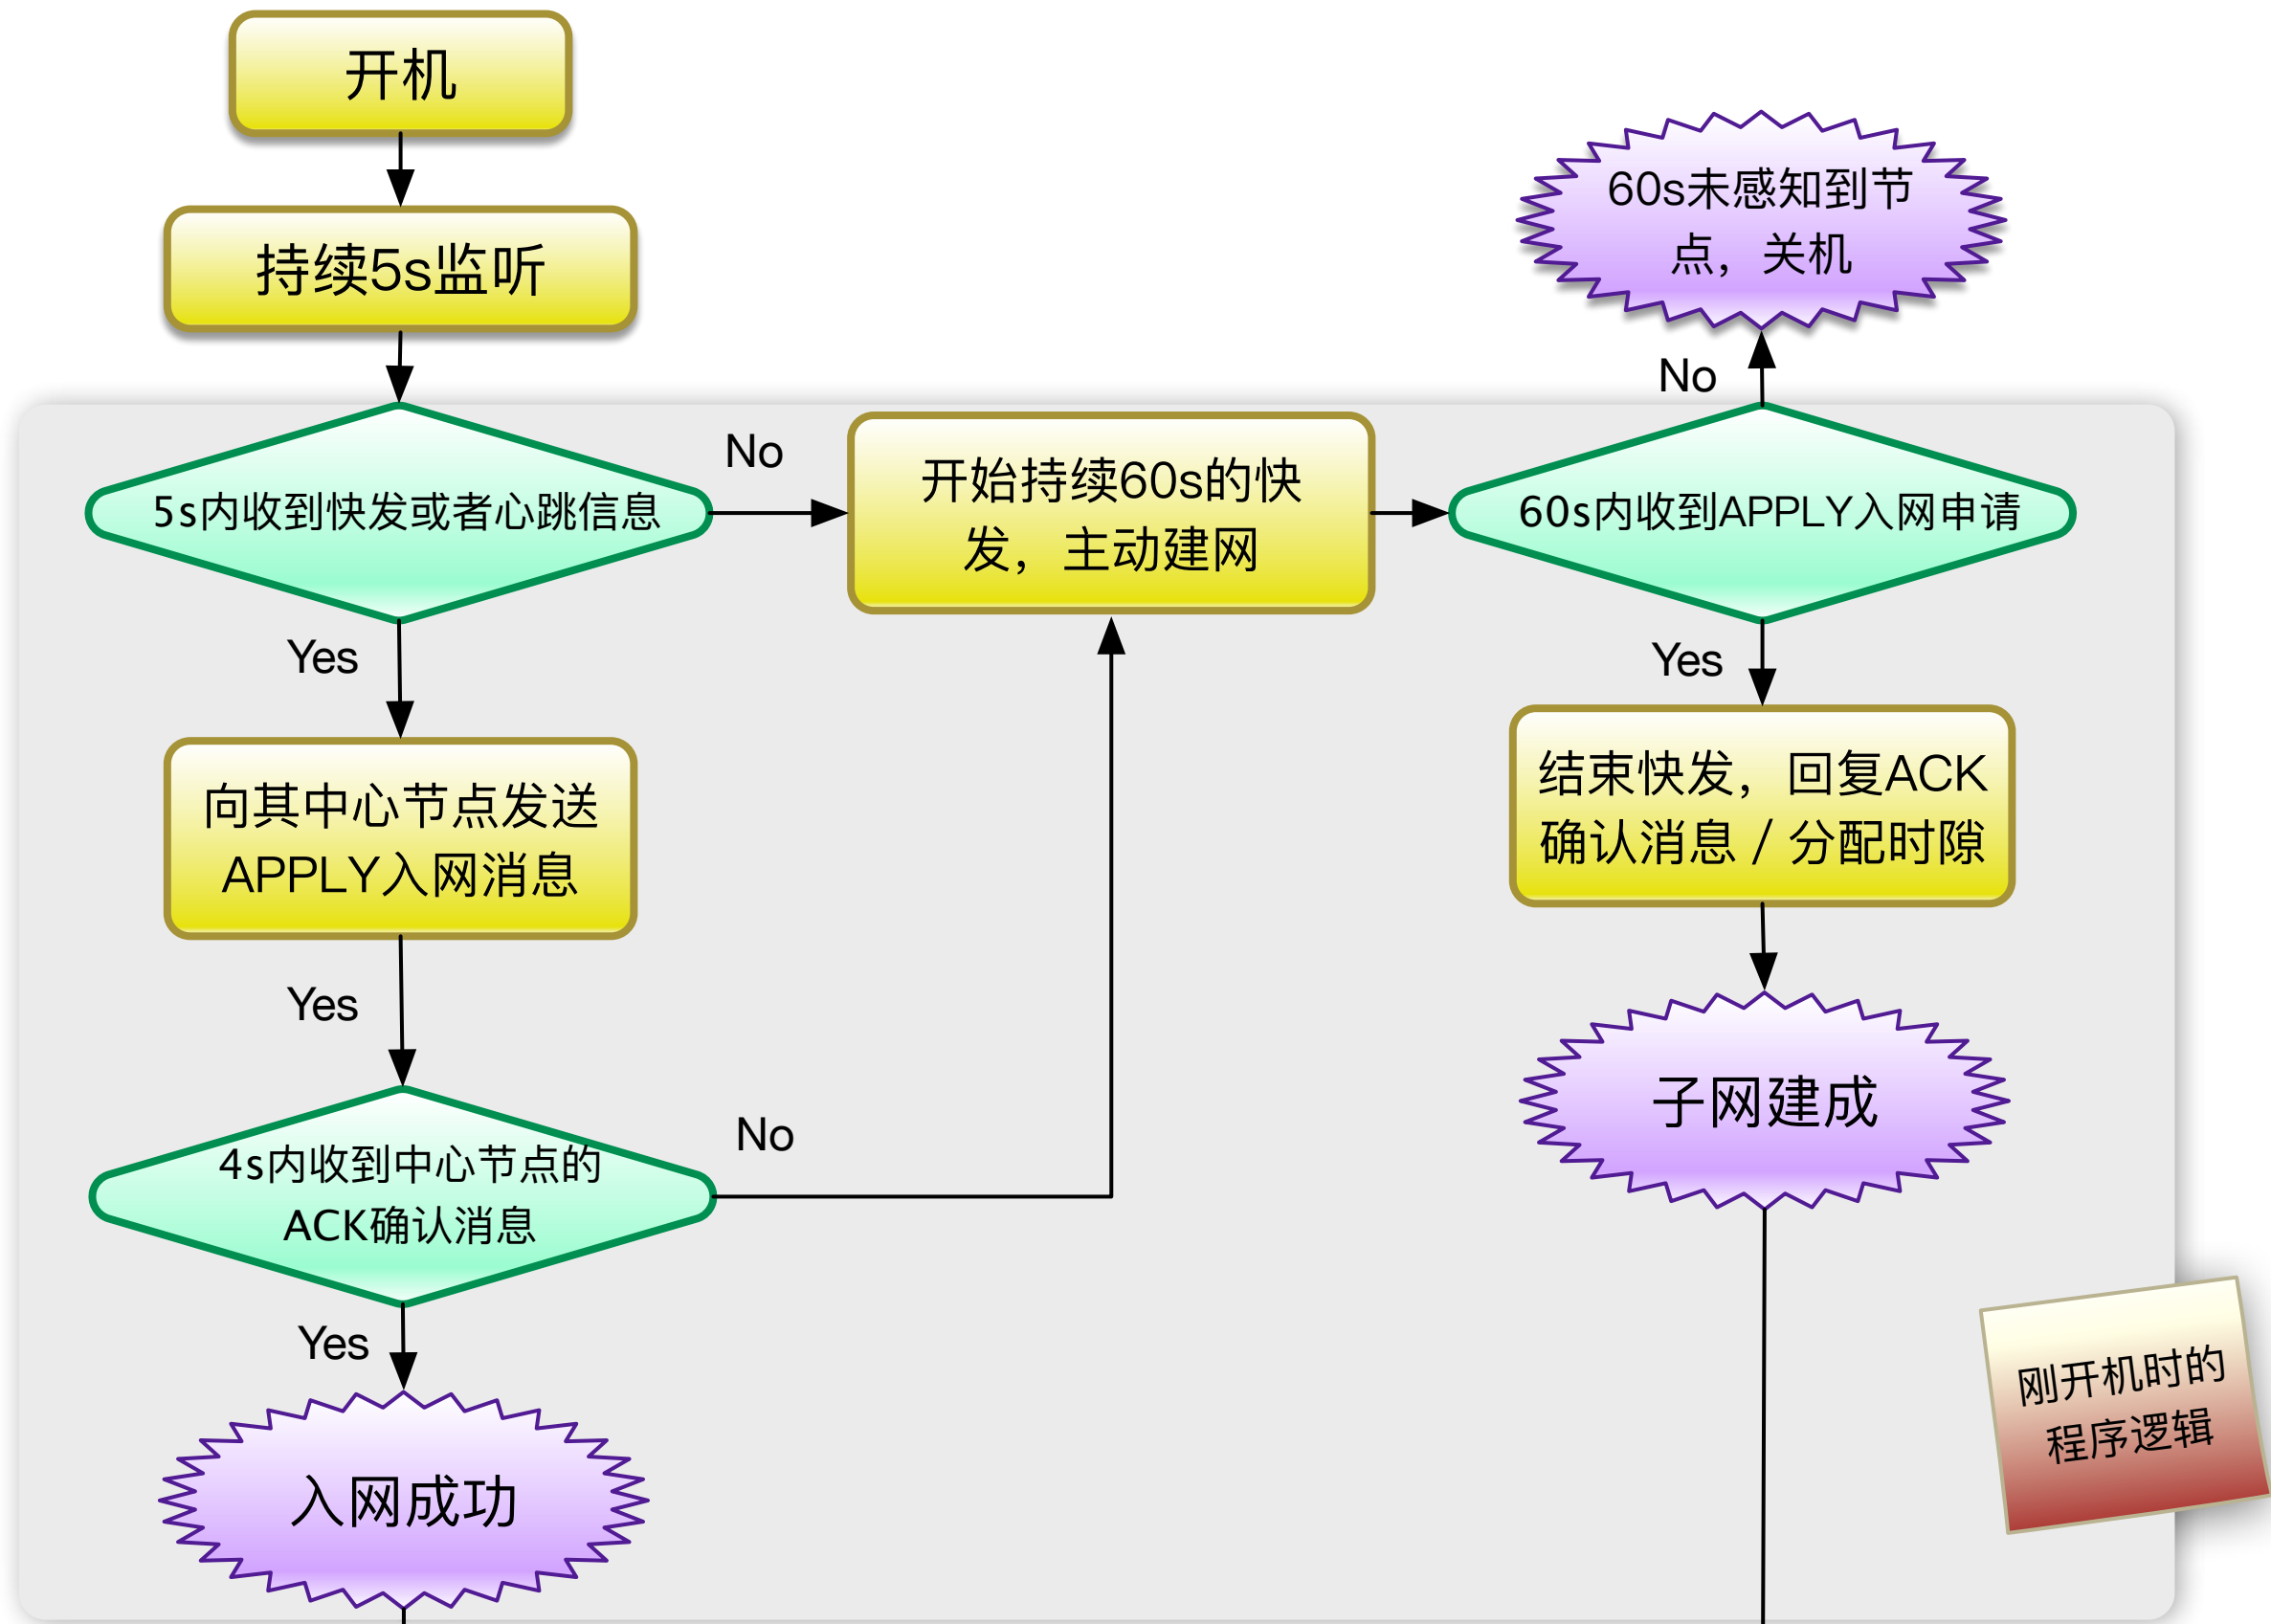 开机
持续5s监听
60s未感知到节
点，关机
No
5s内收到快发或者心跳信息
No
开始持续60s的快
发，主动建网
60s内收到APPLY入网申请
Yes
Yes
向其中心节点发送
APPLY入网消息
结束快发，回复ACK
确认消息 / 分配时隙
Yes
4s内收到中心节点的
ACK确认消息
No
子网建成
Yes
入网成功
刚开机时的
程序逻辑